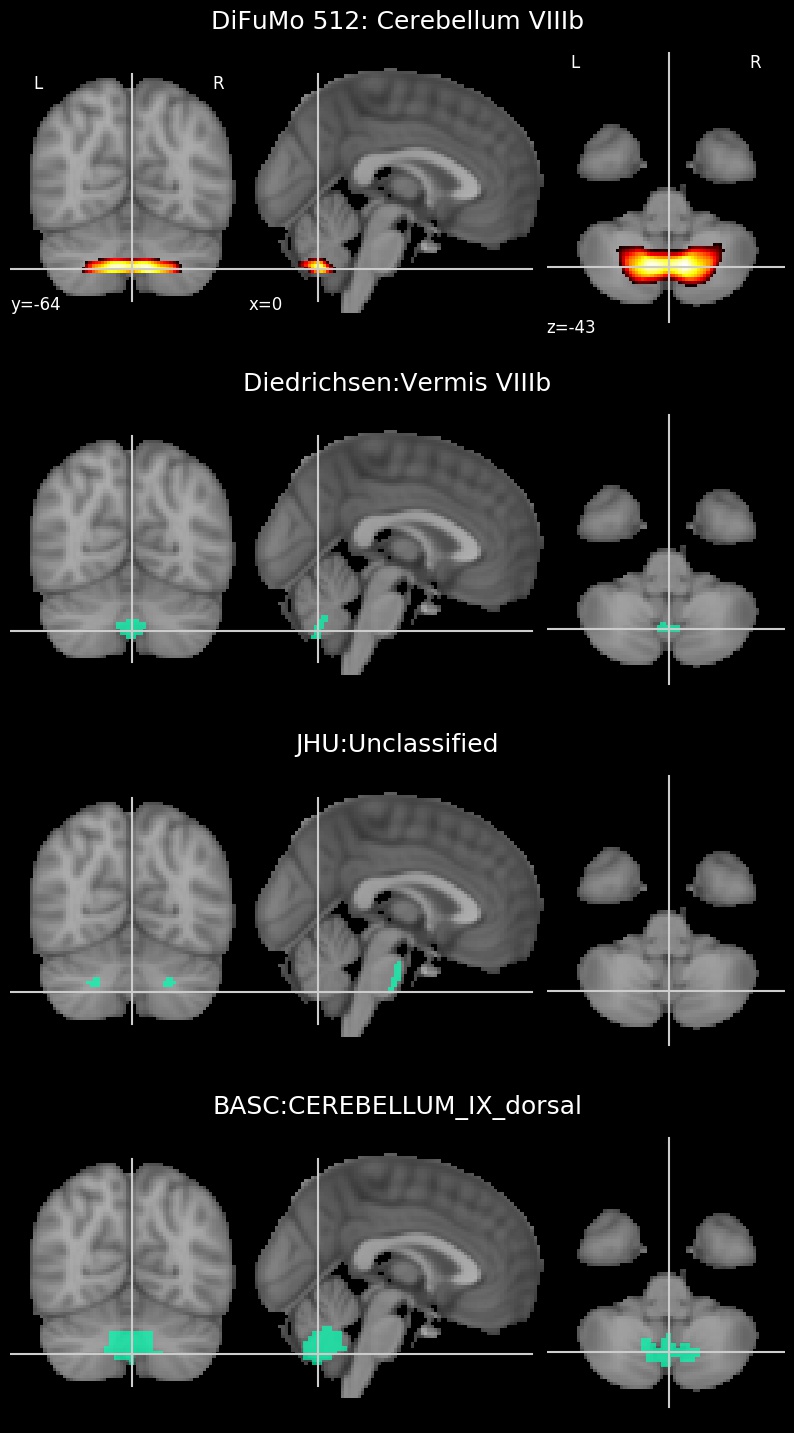 DiFuMo 512: Cerebellum VIIIb
L R L R
y=-64 x=0 z=-43
Diedrichsen:Vermis VIIIb
JHU:Unclassified
BASC:CEREBELLUM_IX_dorsal